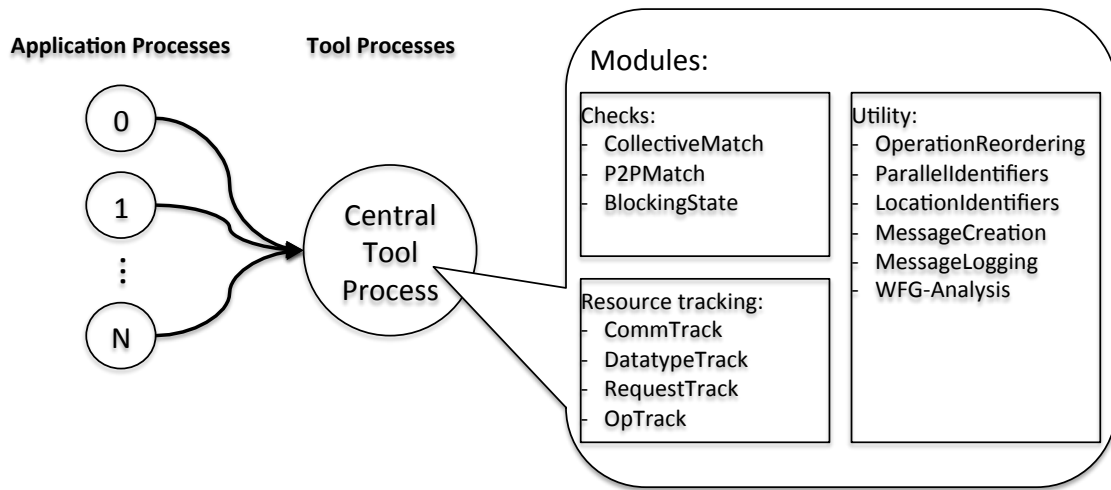 Application Processes
Tool Processes
0
1
...
N
Central
Tool
Process
Modules:
Checks:
- CollectiveMatch
- P2PMatch
- BlockingState
Resource tracking:
- CommTrack
- DatatypeTrack
- RequestTrack
- OpTrack
Utility:
- OperationReordering
- ParallelIdentifiers
- LocationIdentifiers
- MessageCreation
- MessageLogging
- WFG-Analysis